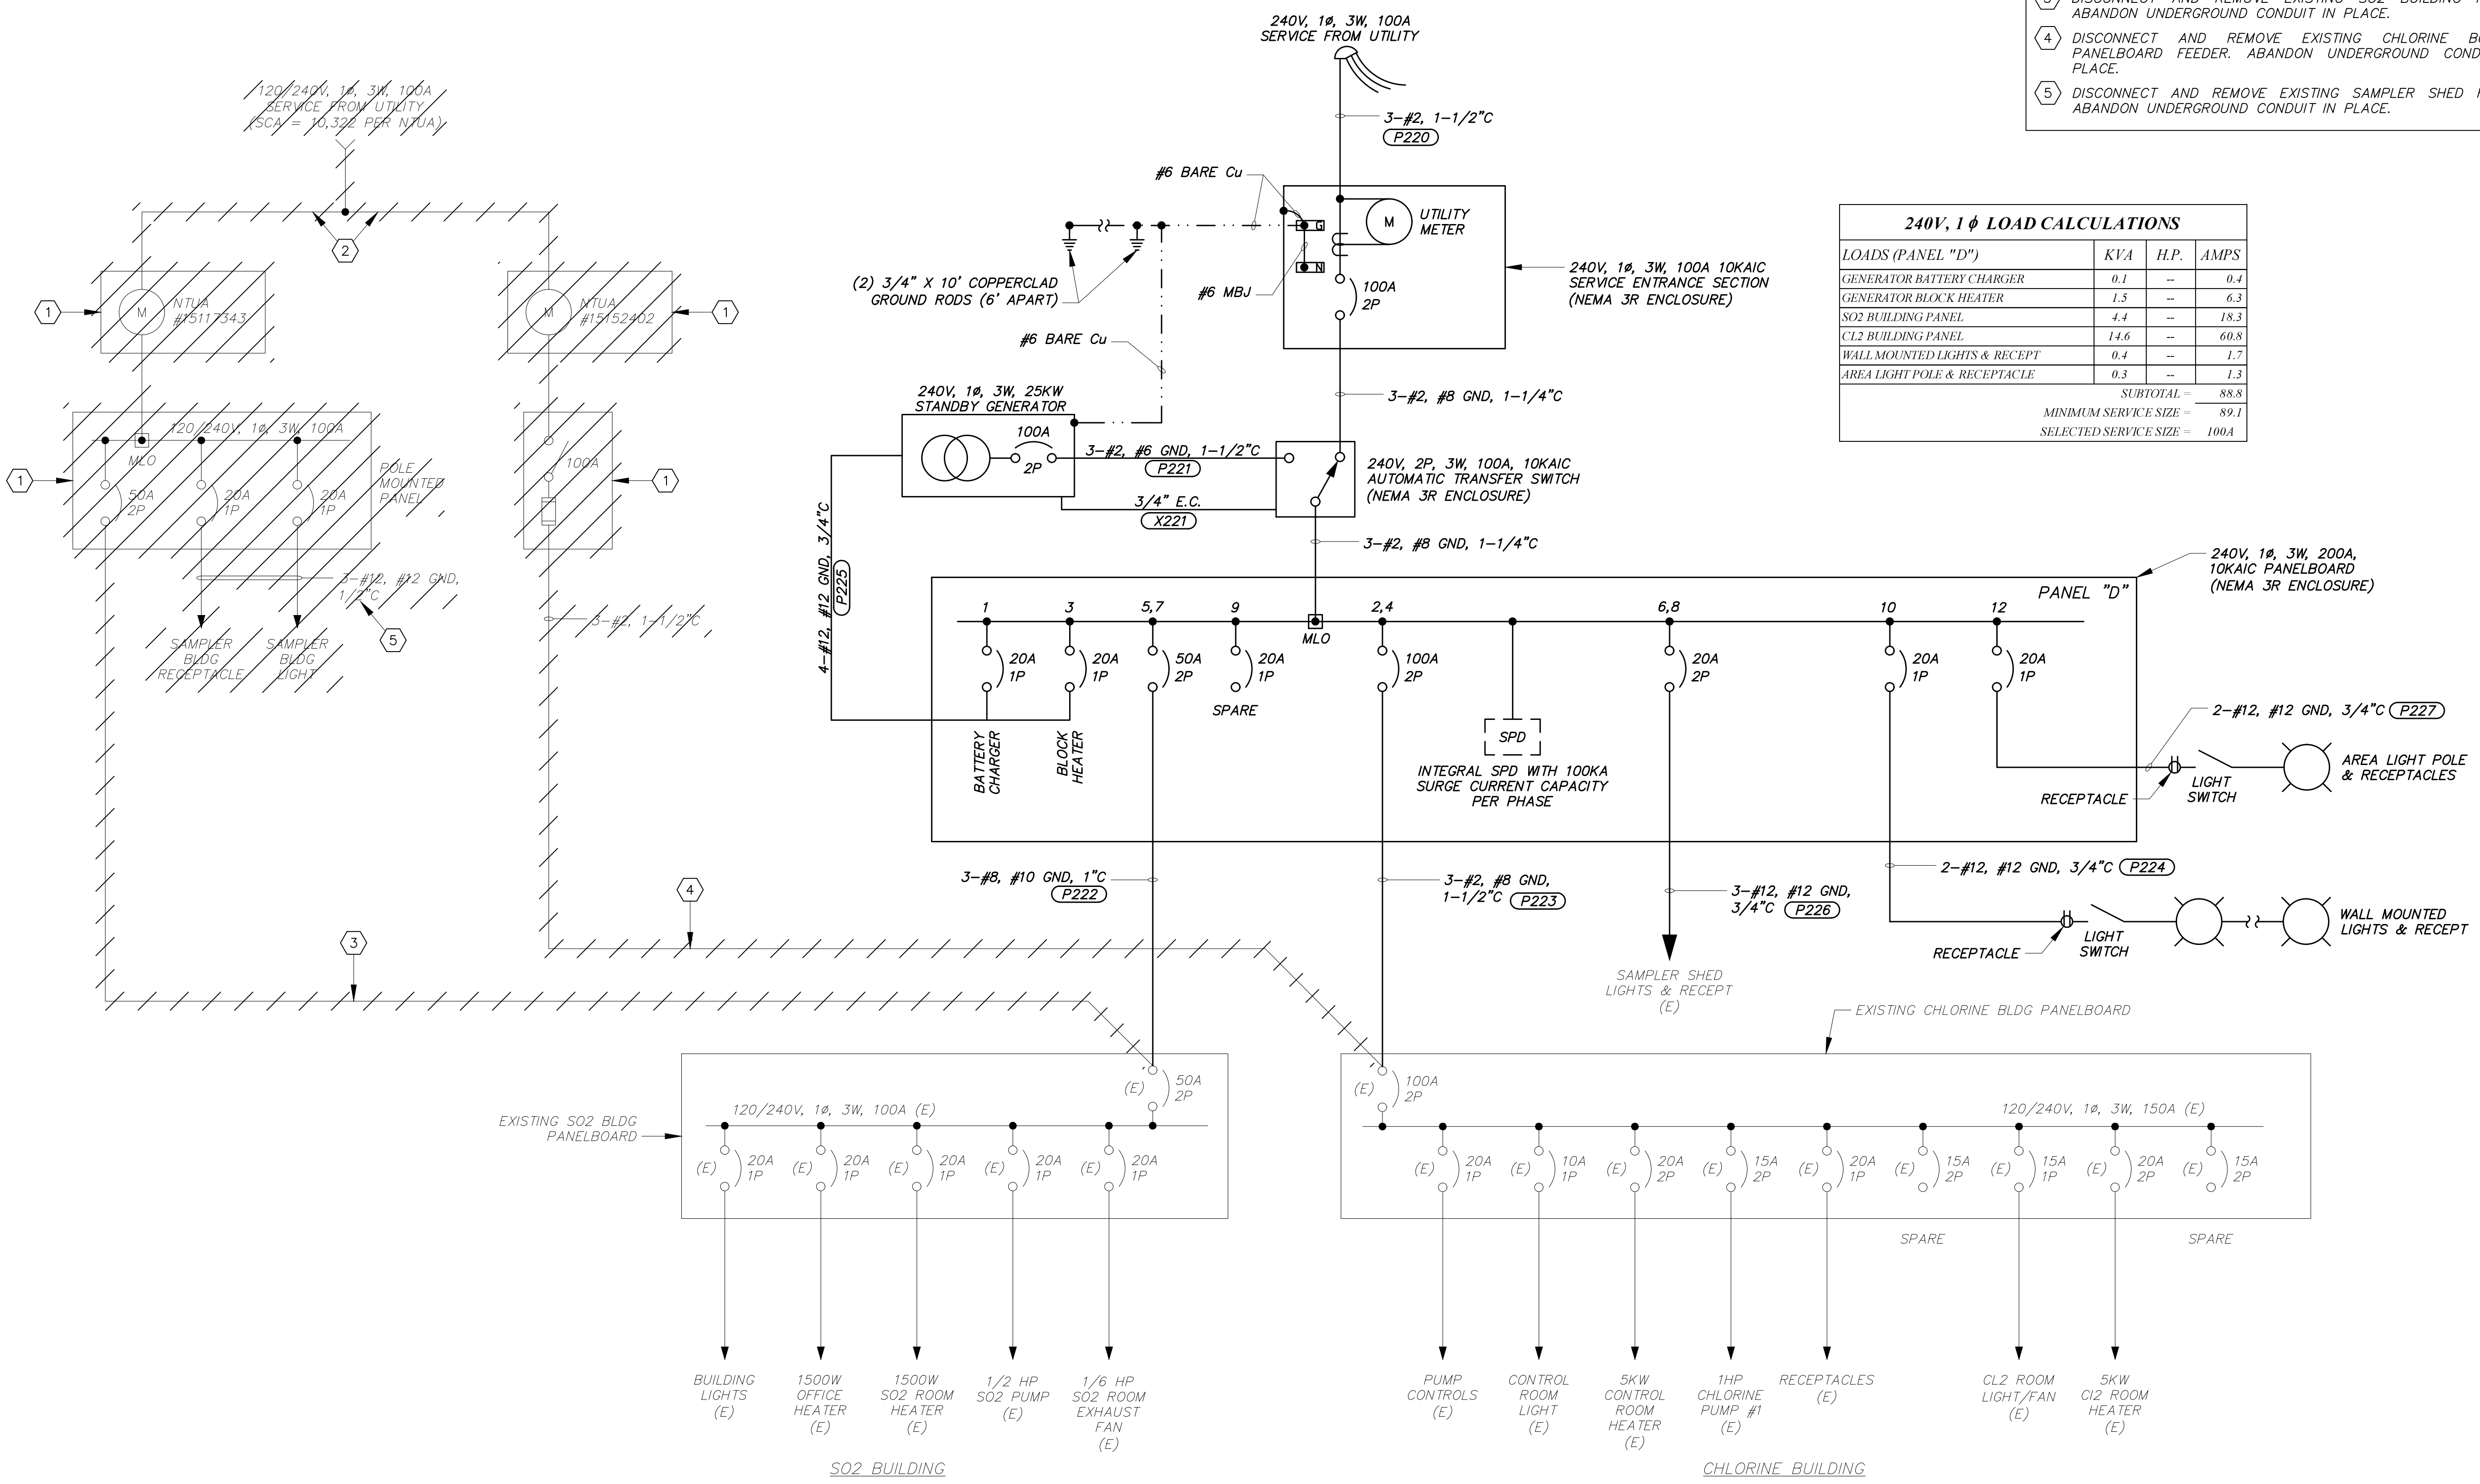 DISCONNECT AND REMOVE EXISTING SO2 BUILDING
ABANDON UNDERGROUND CONDUIT IN PLACE.
4 DISCONNECT AND REMOVE EXISTING CHLORINE
PANELBOARD FEEDER. ABANDON UNDERGROUND
PLACE.
5 DISCONNECT AND REMOVE EXISTING SAMPLER SHED
ABANDON UNDERGROUND CONDUIT IN PLACE.
120/240V, 1ø, 3W, 100A
SERVICE FROM UTILITY
(SCA = 10,322 PER NTUA)
2
1
M
NTUA
#15117343
M
NTUA
#15152402
1
1
120/240V, 1ø, 3W, 100A
MLO
50A
2P
20A
1P
20A
1P
POLE
MOUNTED
PANEL
100A
1
3-#12, #12 GND,
1/2"C
5
3-#2, 1-1/2"C
SAMPLER
BLDG
RECEPTACLE
SAMPLER
BLDG
LIGHT
3
4
240V, 1ø, 3W, 100A
SERVICE FROM UTILITY
3-#2, 1-1/2"C
P220
#6 BARE Cu
G
N
M
UTILITY
METER
100A
2P
240V, 1ø, 3W, 100A 10KAIC
SERVICE ENTRANCE SECTION
(NEMA 3R ENCLOSURE)
(2) 3/4" X 10' COPPERCLAD
GROUND RODS (6' APART)
#6 MBJ
#6 BARE Cu
3-#2, #8 GND, 1-1/4"C
240V, 1ø, 3W, 25KW
STANDBY GENERATOR
100A
2P
3-#2, #6 GND, 1-1/2"C
P221
3/4" E.C.
X221
240V, 2P, 3W, 100A, 10KAIC
AUTOMATIC TRANSFER SWITCH
(NEMA 3R ENCLOSURE)
3-#2, #8 GND, 1-1/4"C
4-#12, #12 GND, 3/4"C
P225
240V, 1 ϕ LOAD CALCULATIONS
LOADS (PANEL "D") KVA H.P. AMPS
GENERATOR BATTERY CHARGER 0.1 -- 0.4
GENERATOR BLOCK HEATER 1.5 -- 6.3
SO2 BUILDING PANEL 4.4 -- 18.3
CL2 BUILDING PANEL 14.6 -- 60.8
WALL MOUNTED LIGHTS & RECEPT 0.4 -- 1.7
AREA LIGHT POLE & RECEPTACLE 0.3 -- 1.3
SUBTOTAL = 88.8
MINIMUM SERVICE SIZE = 89.1
SELECTED SERVICE SIZE = 100A
240V, 1ø, 3W, 200A,
10KAIC PANELBOARD
(NEMA 3R ENCLOSURE)
PANEL "D"
1 3 5,7 9 2,4 6,8 10 12
MLO
20A
1P
20A
1P
50A
2P
20A
1P
100A
2P
20A
2P
20A
1P
20A
1P
SPARE
BATTERY
CHARGER
BLOCK
HEATER
SPD
INTEGRAL SPD WITH 100KA
SURGE CURRENT CAPACITY
PER PHASE
2-#12, #12 GND, 3/4"C P227
RECEPTACLE
LIGHT
SWITCH
AREA LIGHT POLE
& RECEPTACLES
3-#8, #10 GND, 1"C
P222
3-#2, #8 GND,
1-1/2"C P223
3-#12, #12 GND,
3/4"C P226
2-#12, #12 GND, 3/4"C P224
RECEPTACLE
LIGHT
SWITCH
WALL MOUNTED
LIGHTS & RECEPT
SAMPLER SHED
LIGHTS & RECEPT
(E)
EXISTING CHLORINE BLDG PANELBOARD
EXISTING SO2 BLDG
PANELBOARD
(E) 50A
2P
120/240V, 1ø, 3W, 100A (E)
(E) 20A
1P
(E) 20A
1P
(E) 20A
1P
(E) 20A
1P
(E) 20A
1P
BUILDING
LIGHTS
(E)
1500W
OFFICE
HEATER
(E)
1500W
SO2 ROOM
HEATER
(E)
1/2 HP
SO2 PUMP
(E)
1/6 HP
SO2 ROOM
EXHAUST
FAN
(E)
SO2 BUILDING
(E) 100A
2P
120/240V, 1ø, 3W, 150A (E)
(E) 20A
1P
(E) 10A
1P
(E) 20A
2P
(E) 15A
2P
(E) 20A
1P
(E) 15A
2P
(E) 15A
1P
(E) 20A
2P
(E) 15A
2P
SPARE
SPARE
PUMP
CONTROLS
(E)
CONTROL
ROOM
LIGHT
(E)
5KW
CONTROL
ROOM
HEATER
(E)
1HP
CHLORINE
PUMP #1
(E)
RECEPTACLES
(E)
CL2 ROOM
LIGHT/FAN
(E)
5KW
Cl2 ROOM
HEATER
(E)
CHLORINE BUILDING